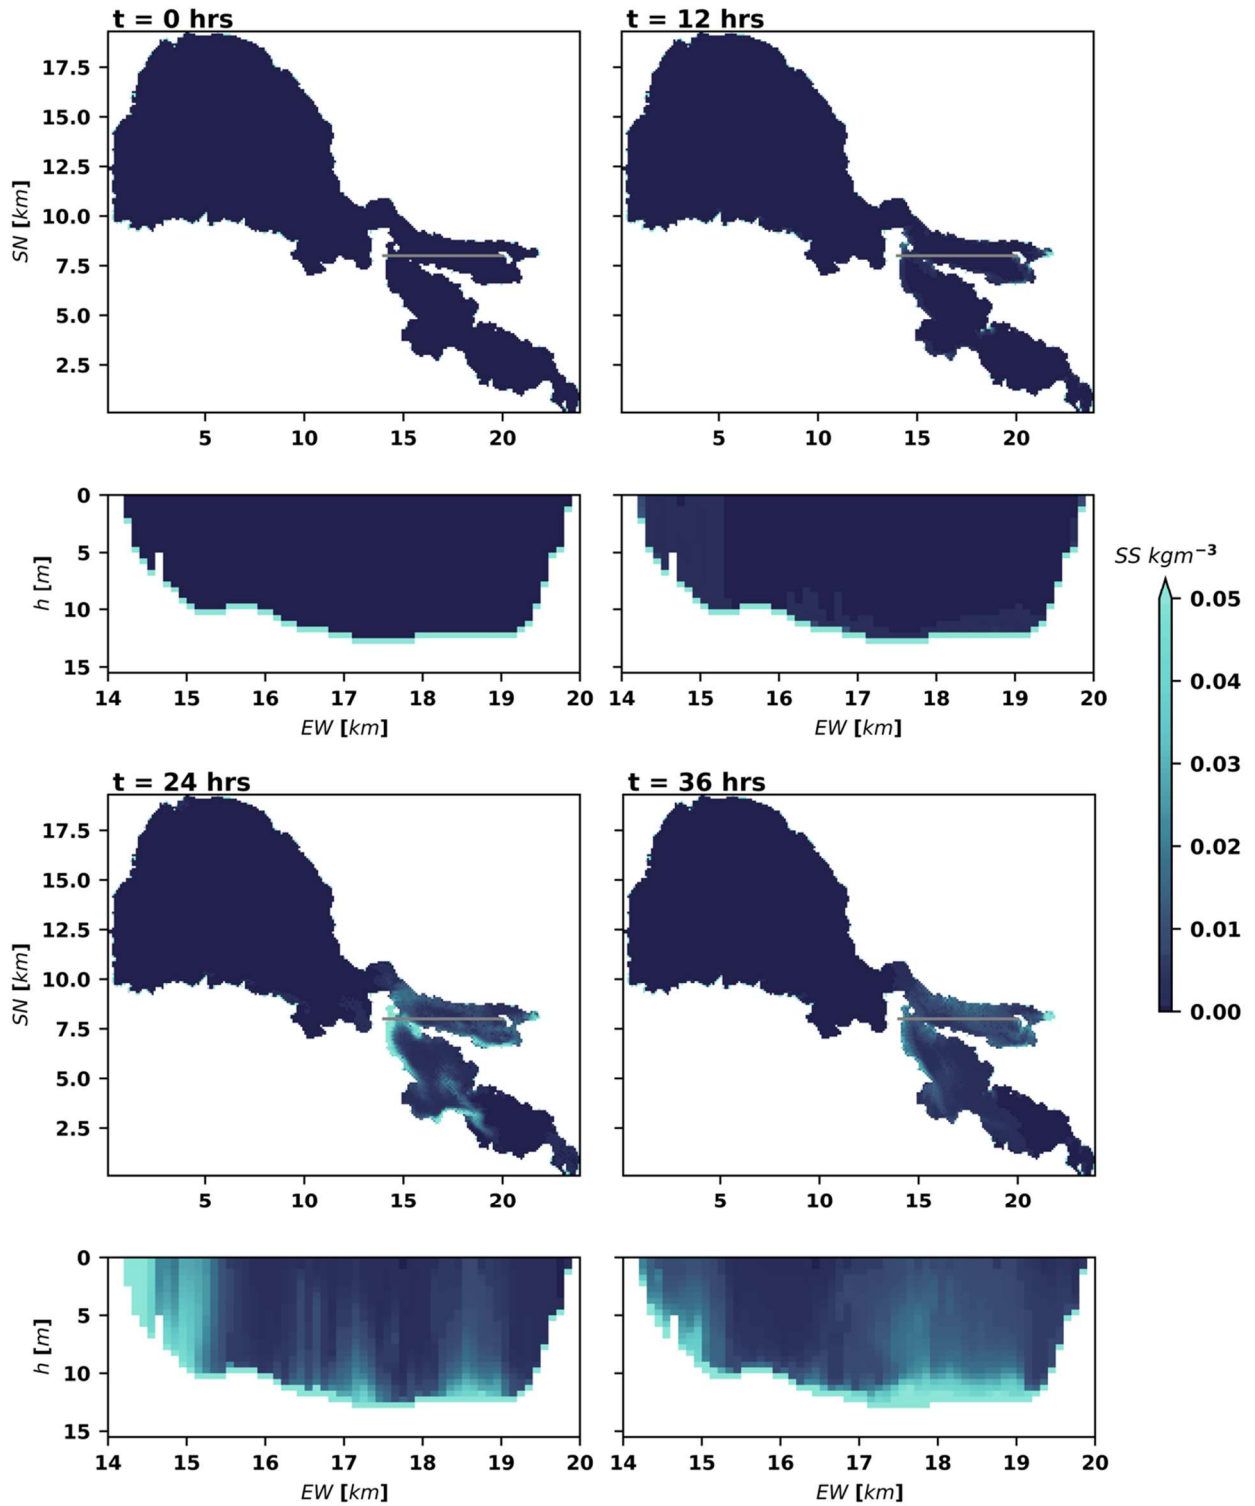 t = 0 hrs
t = 12 hrs
17.5
15.0
12.5
10.0
7.5
5.0
2.5
SN [km]
5 10 15 20
5 10 15 20
0
5
10
15
h [m]
14 15 16 17 18 19 20
14 15 16 17 18 19 20
EW [km]
EW [km]
SS kgm⁻³
0.05
0.04
0.03
0.02
0.01
0.00
t = 24 hrs
t = 36 hrs
17.5
15.0
12.5
10.0
7.5
5.0
2.5
SN [km]
5 10 15 20
5 10 15 20
0
5
10
15
h [m]
14 15 16 17 18 19 20
14 15 16 17 18 19 20
EW [km]
EW [km]